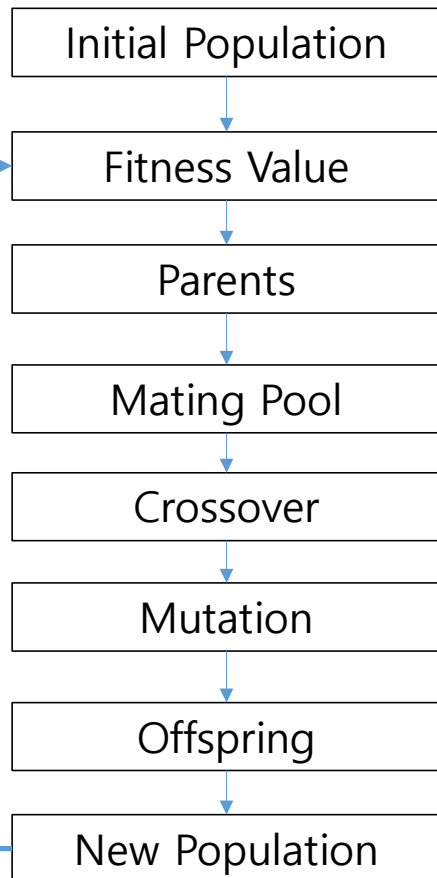 Initial Population
Fitness Value
Parents
Mating Pool
Crossover
Mutation
Offspring
New Population